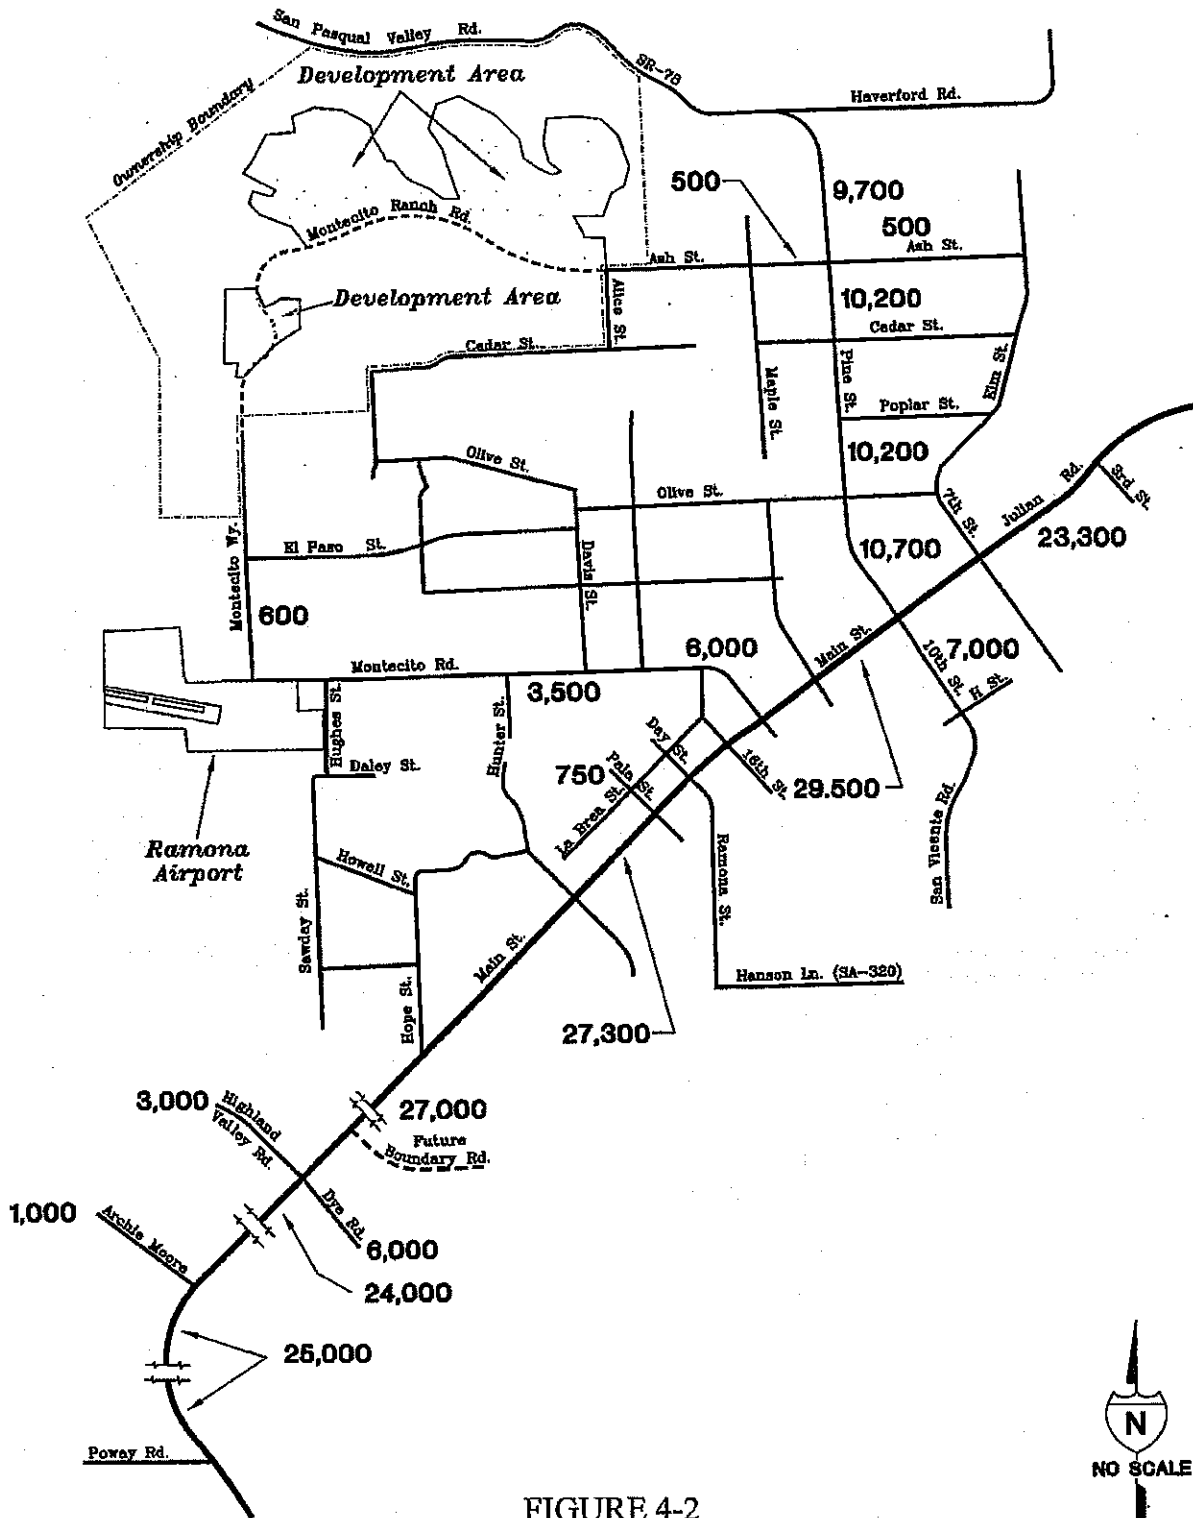 San Pasqual Valley Rd.
SR-78
Development Area
Haverford Rd.
Ownership Boundary
500
9,700
500
Ash St.
Montecito Ranch Rd.
Ash St.
Development Area
Alice St.
10,200
Cedar St.
Cedar St.
Pine St.
Elm St.
Maple St.
Poplar St.
10,200
Olive St.
Olive St.
7th St.
Julian Rd.
3rd St.
23,300
Montecito Wy.
El Paso St.
Davis St.
10,700
600
6,000
Main St.
10th St.
7,000
Montecito Rd.
3,500
H St.
Hughes St.
Hunter St.
Day St.
Pala St.
16th St.
Daley St.
750
29.500
La Brea St.
San Vicente Rd.
Ramona
Airport
Howell St.
Ramona St.
Sawday St.
Main St.
Hope St.
Hanson Ln. (SA-320)
27,300
3,000
Highland
Valley Rd.
27,000
Future
Boundary Rd.
1,000
Archie Moore
Dye Rd.
6,000
24,000
25,000
Poway Rd.
N
NO SCALE
FIGURE 4-2